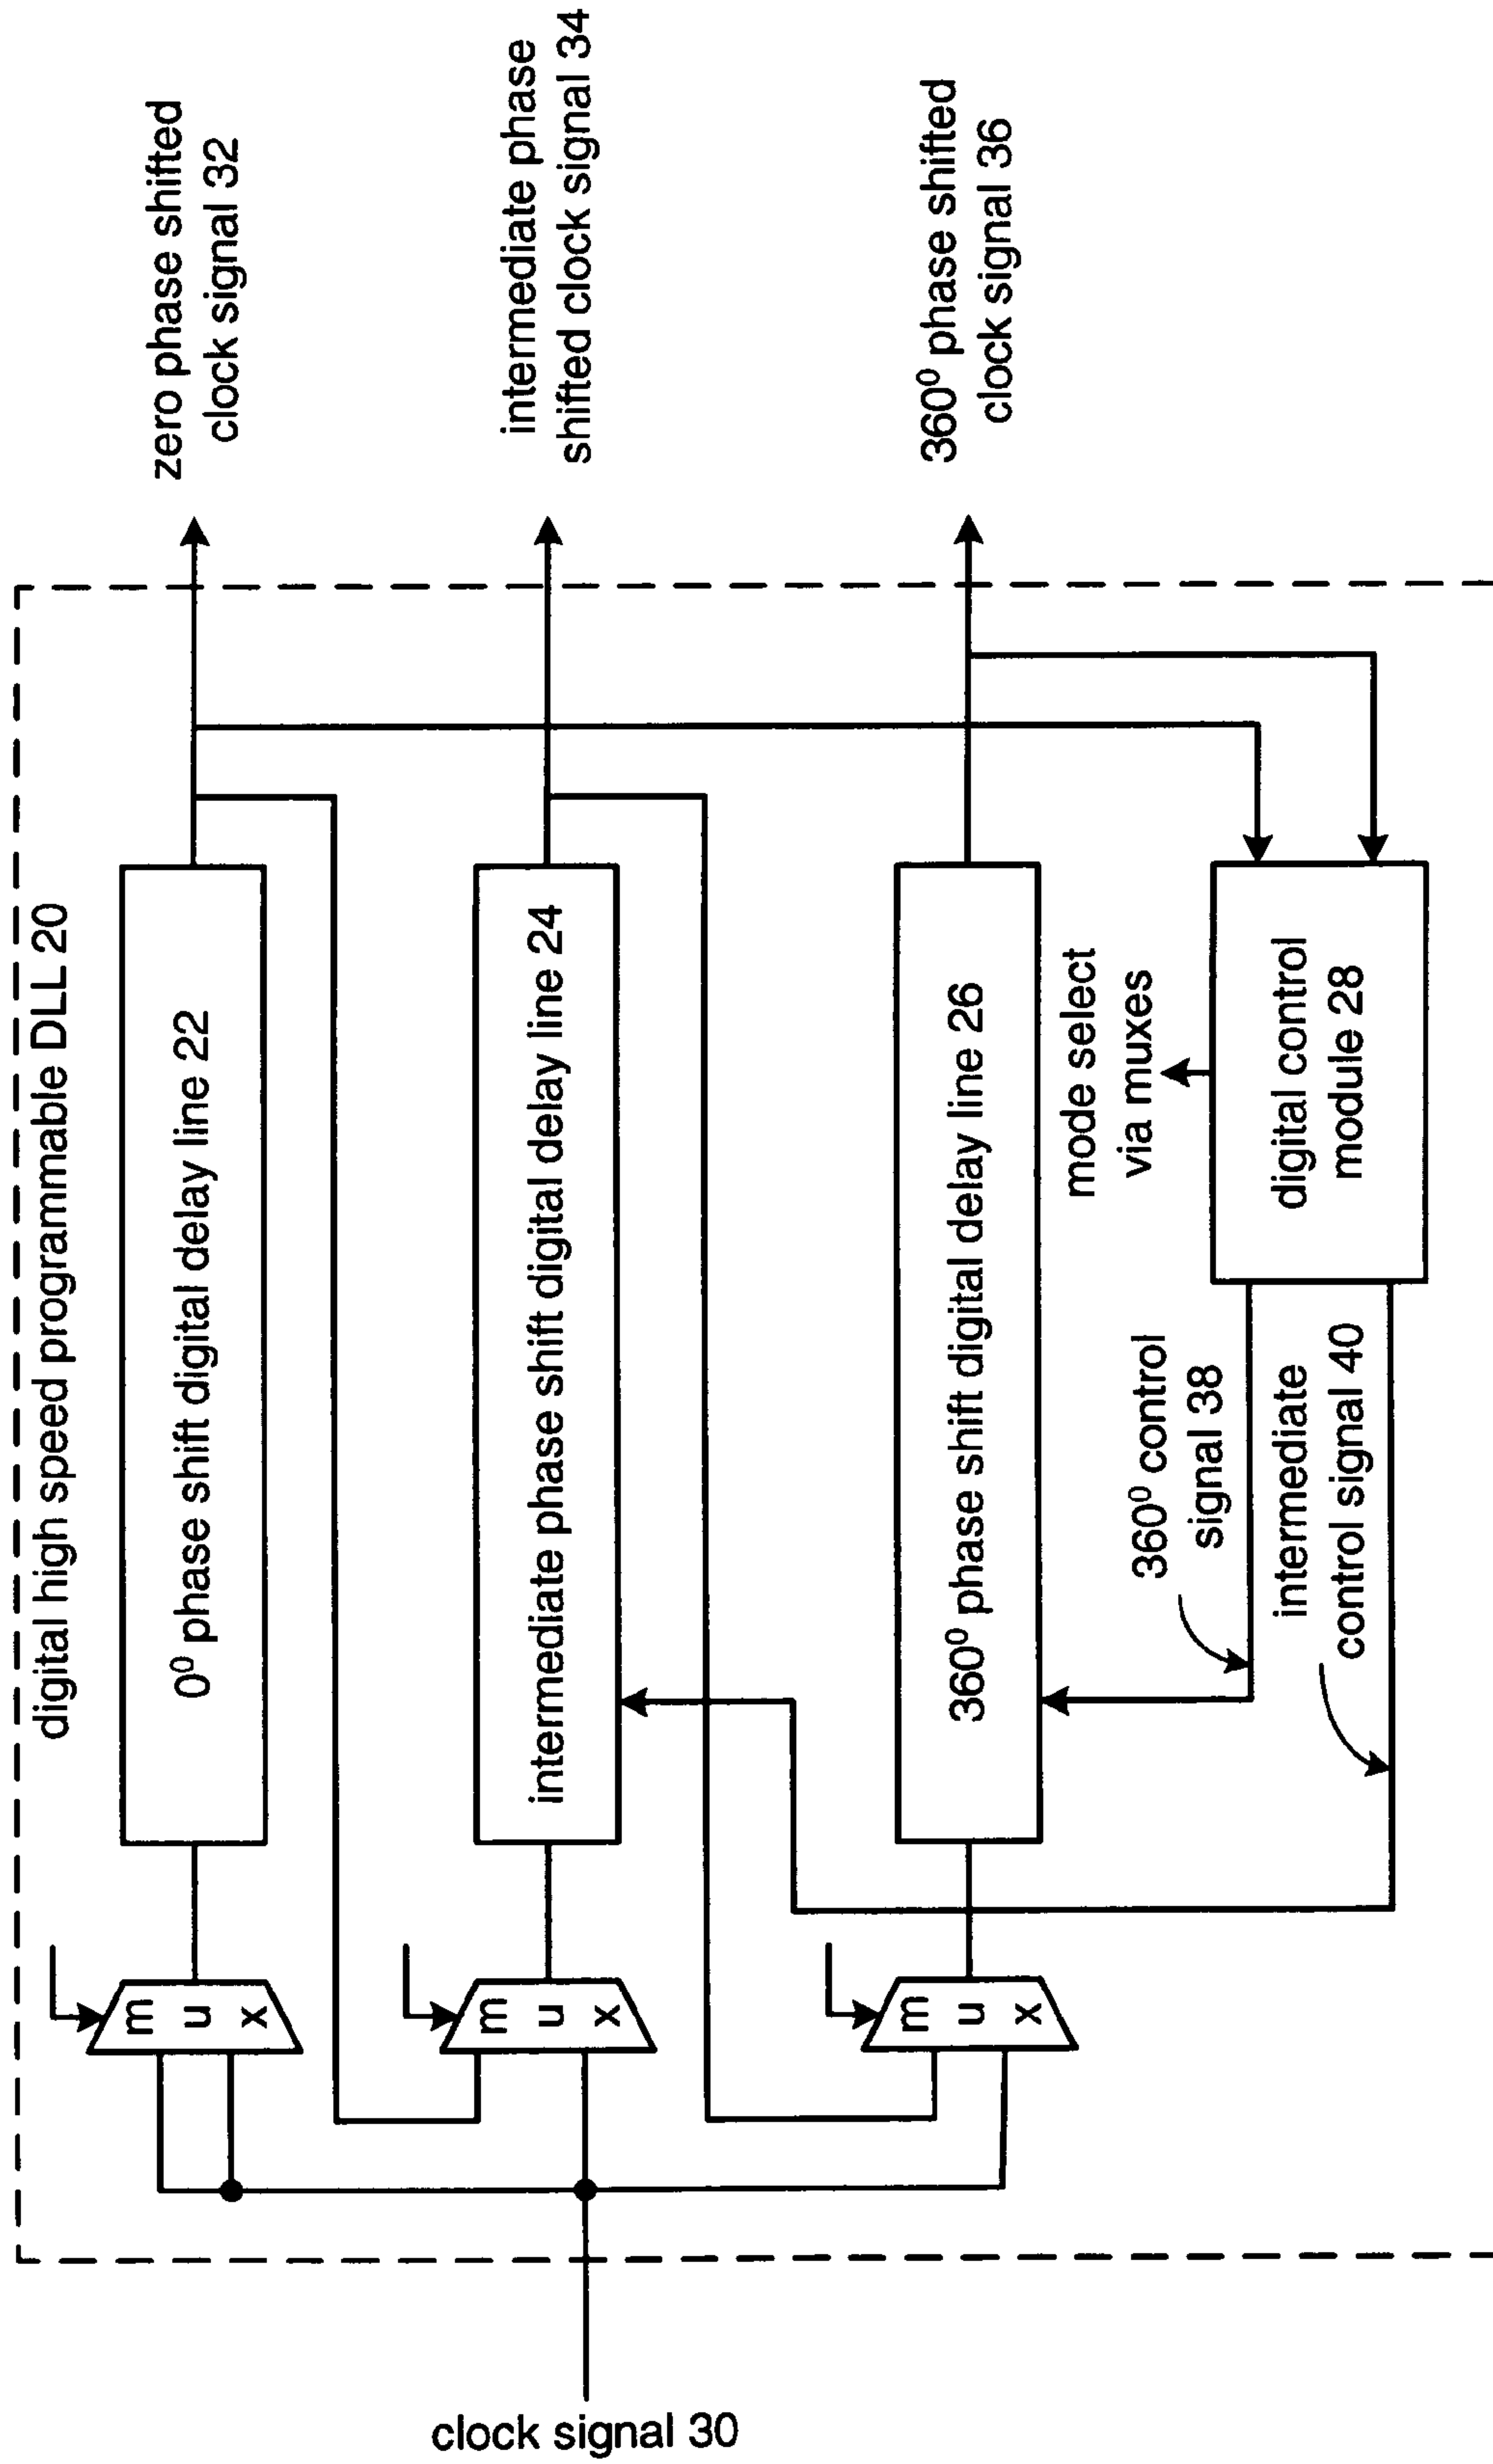 digital high speed programmable DLL 20
clock signal 30
m
u
x
0⁰ phase shift digital delay line 22
zero phase shifted
clock signal 32
m
u
x
intermediate phase shift digital delay line 24
intermediate phase
shifted clock signal 34
m
u
x
360⁰ phase shift digital delay line 26
360⁰ phase shifted
clock signal 36
mode select
via muxes
360⁰ control
signal 38
intermediate
control signal 40
digital control
module 28